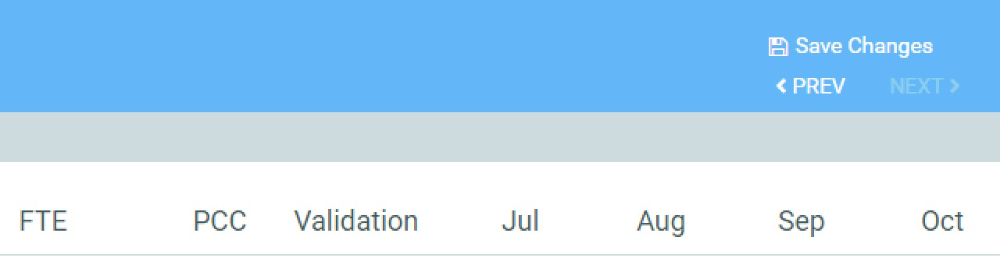 Save Changes
PREV NEXT
FTE PCC Validation Jul Aug Sep Oct